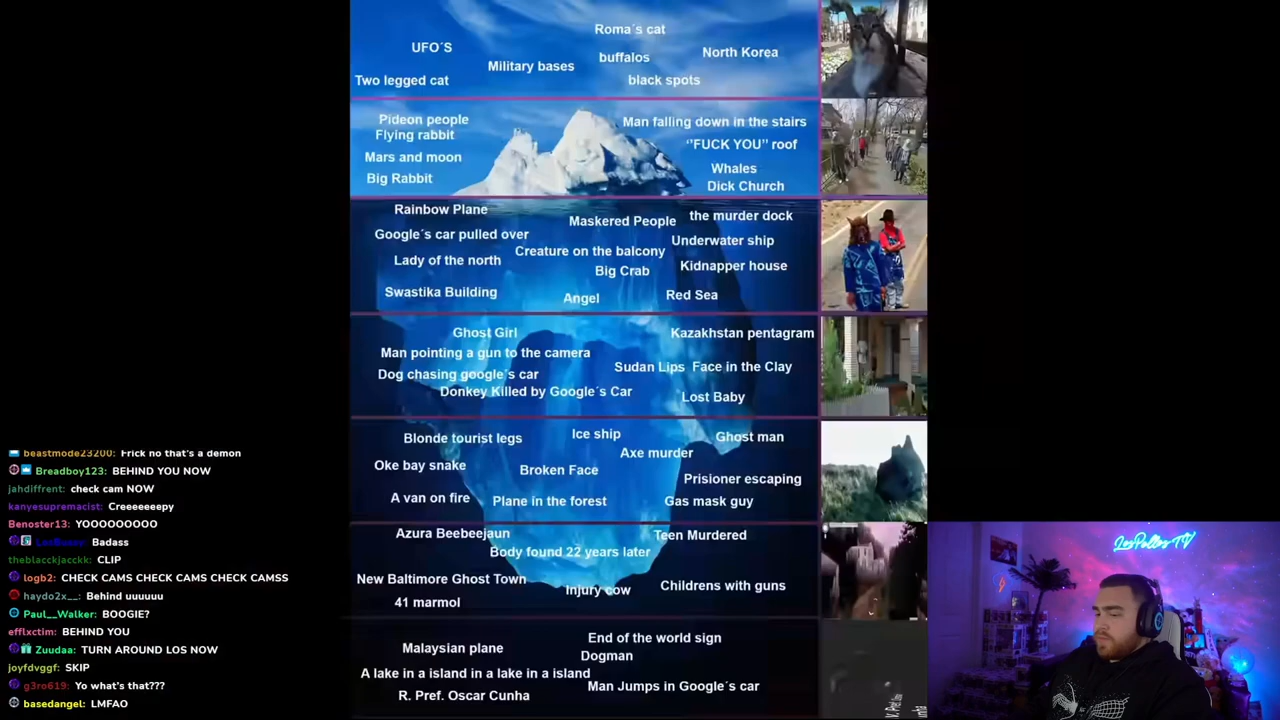 Roma´s cat
UFO´S
buffalos
North Korea
Military bases
Two legged cat
black spots
Pideon people
Man falling down in the stairs
Flying rabbit
‘’FUCK YOU’’ roof
Mars and moon
Whales
Big Rabbit
Dick Church
Rainbow Plane
Maskered People
the murder dock
Google´s car pulled over
Underwater ship
Creature on the balcony
Lady of the north
Big Crab
Kidnapper house
Swastika Building
Angel
Red Sea
Ghost Girl
Kazakhstan pentagram
Man pointing a gun to the camera
Sudan Lips
Face in the Clay
Dog chasing google´s car
Donkey Killed by Google´s Car
Lost Baby
Blonde tourist legs
Ice ship
Ghost man
Axe murder
Oke bay snake
Broken Face
Prisioner escaping
A van on fire
Plane in the forest
Gas mask guy
Azura Beebeejaun
Teen Murdered
Body found 22 years later
New Baltimore Ghost Town
Injury cow
Childrens with guns
41 marmol
End of the world sign
Malaysian plane
Dogman
A lake in a island in a lake in a island
Man Jumps in Google´s car
R. Pref. Oscar Cunha
beastmode23200: Frick no that's a demon
Breadboy123: BEHIND YOU NOW
jahdiffrent: check cam NOW
kanyesupremacist: Creeeeeeepy
Benoster13: YOOOOOOOOO
Badass
theblacckjacckk: CLIP
logb2: CHECK CAMS CHECK CAMS CHECK CAMSS
haydo2x__: Behind uuuuuu
Paul__Walker: BOOGIE?
efflxctim: BEHIND YOU
Zuudaa: TURN AROUND LOS NOW
joyfdvggf: SKIP
g3ro619: Yo what's that???
basedangel: LMFAO
LosPollosTV